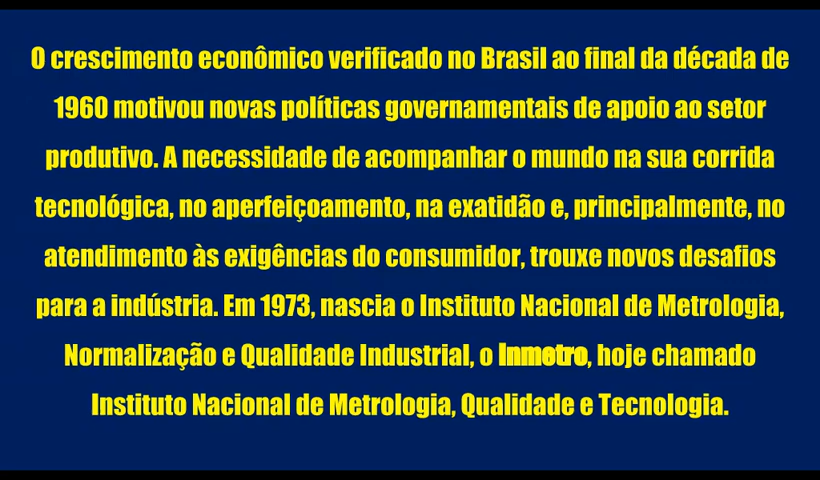 O crescimento econômico verificado no Brasil ao final da década de
1960 motivou novas políticas governamentais de apoio ao setor
produtivo. A necessidade de acompanhar o mundo na sua corrida
tecnológica, no aperfeiçoamento, na exatidão e, principalmente, no
atendimento às exigências do consumidor, trouxe novos desafios
para a indústria. Em 1973, nascia o Instituto Nacional de Metrologia,
Normalização e Qualidade Industrial, o Inmetro, hoje chamado
Instituto Nacional de Metrologia, Qualidade e Tecnologia.